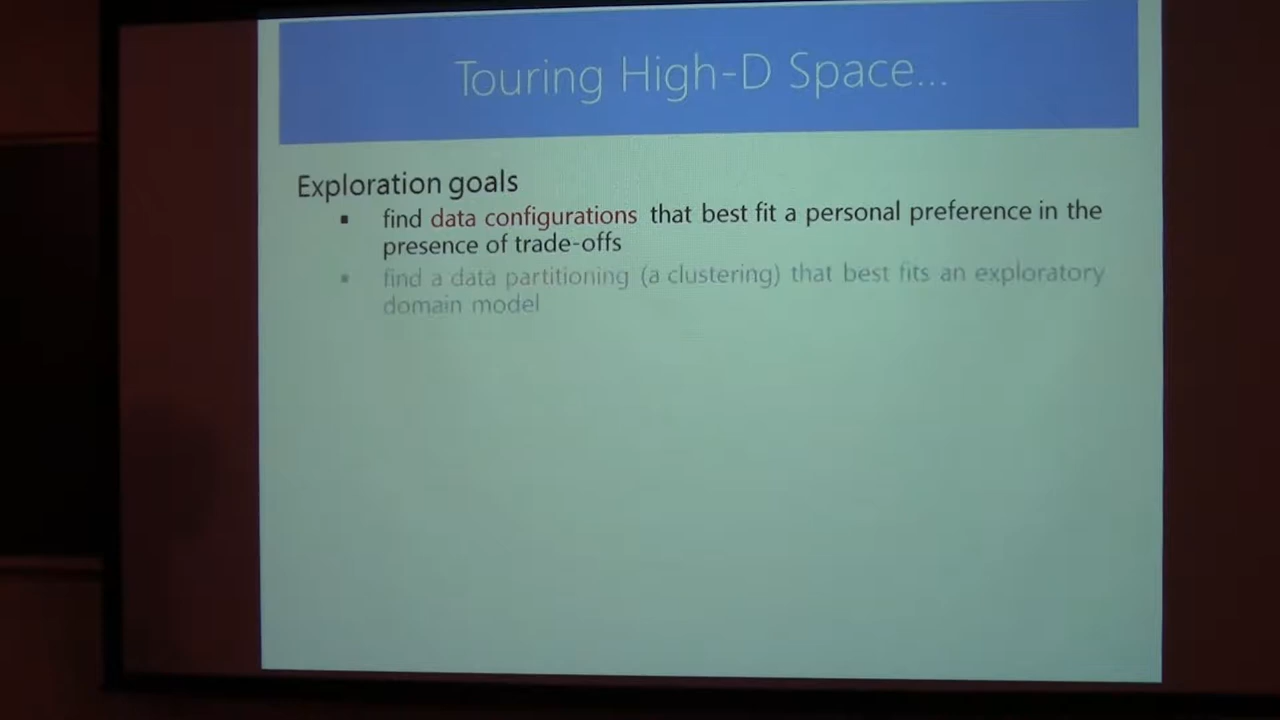 Touring High-D Space...
Exploration goals
▪ find data configurations that best fit a personal preference in the
presence of trade-offs
▪ find a data partitioning (a clustering) that best fits an exploratory
domain model